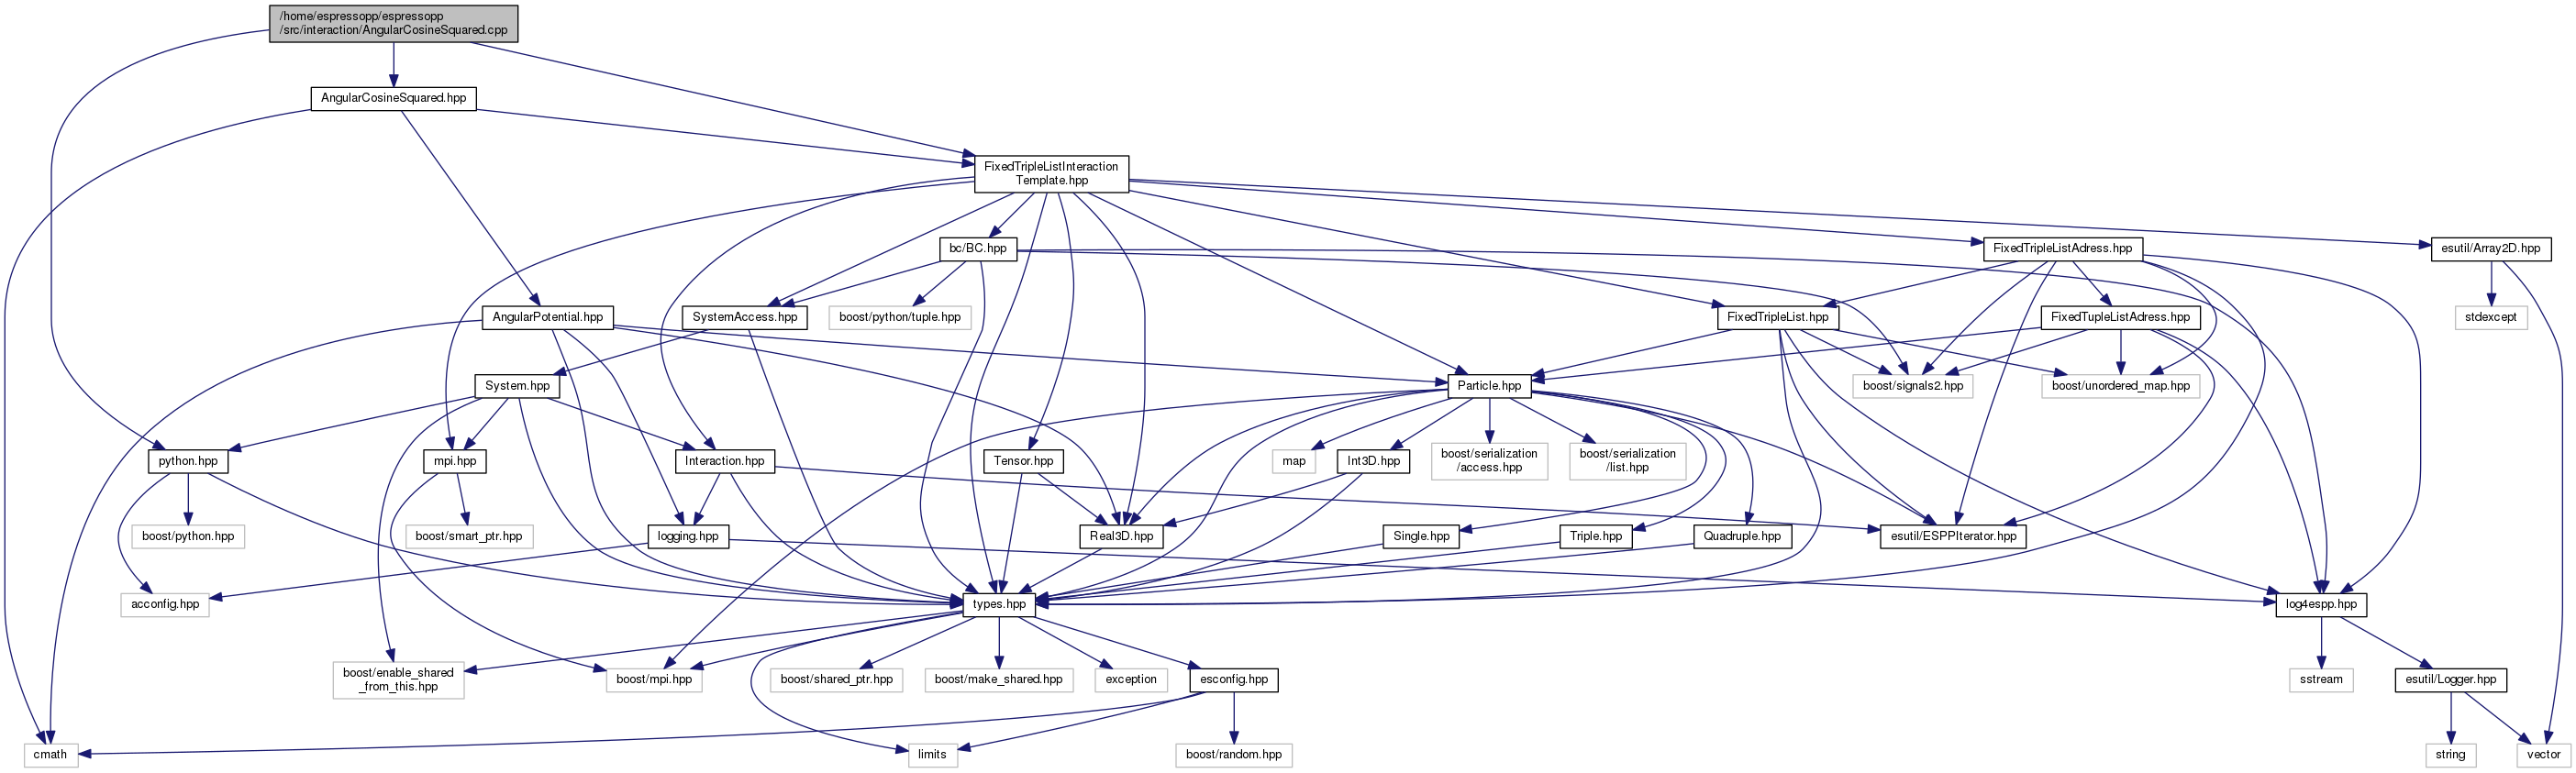 /home/espressopp/espressopp
/src/interaction/AngularCosineSquared.cpp
AngularCosineSquared.hpp
FixedTripleListInteraction
Template.hpp
bc/BC.hpp
FixedTripleListAdress.hpp
esutil/Array2D.hpp
AngularPotential.hpp
SystemAccess.hpp
boost/python/tuple.hpp
FixedTripleList.hpp
FixedTupleListAdress.hpp
stdexcept
System.hpp
Particle.hpp
boost/signals2.hpp
boost/unordered_map.hpp
python.hpp
mpi.hpp
Interaction.hpp
Tensor.hpp
map
Int3D.hpp
boost/serialization
/access.hpp
boost/serialization
/list.hpp
boost/python.hpp
boost/smart_ptr.hpp
logging.hpp
Real3D.hpp
Single.hpp
Triple.hpp
Quadruple.hpp
esutil/ESPPIterator.hpp
acconfig.hpp
types.hpp
log4espp.hpp
boost/enable_shared
_from_this.hpp
boost/mpi.hpp
boost/shared_ptr.hpp
boost/make_shared.hpp
exception
esconfig.hpp
sstream
esutil/Logger.hpp
cmath
limits
boost/random.hpp
string
vector